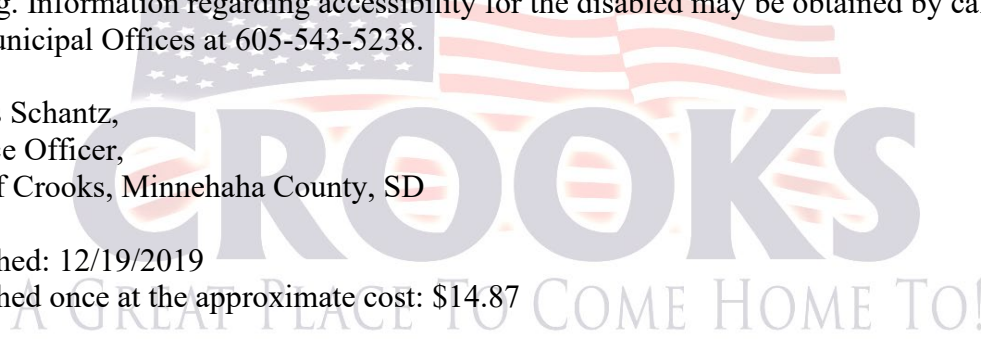 g. Information regarding accessibility for the disabled may be obtained by cal
unicipal Offices at 605-543-5238.
Schantz,
e Officer,
f Crooks, Minnehaha County, SD
hed: 12/19/2019
hed once at the approximate cost: $14.87
CROOKS
A GREAT PLACE TO COME HOME TO!